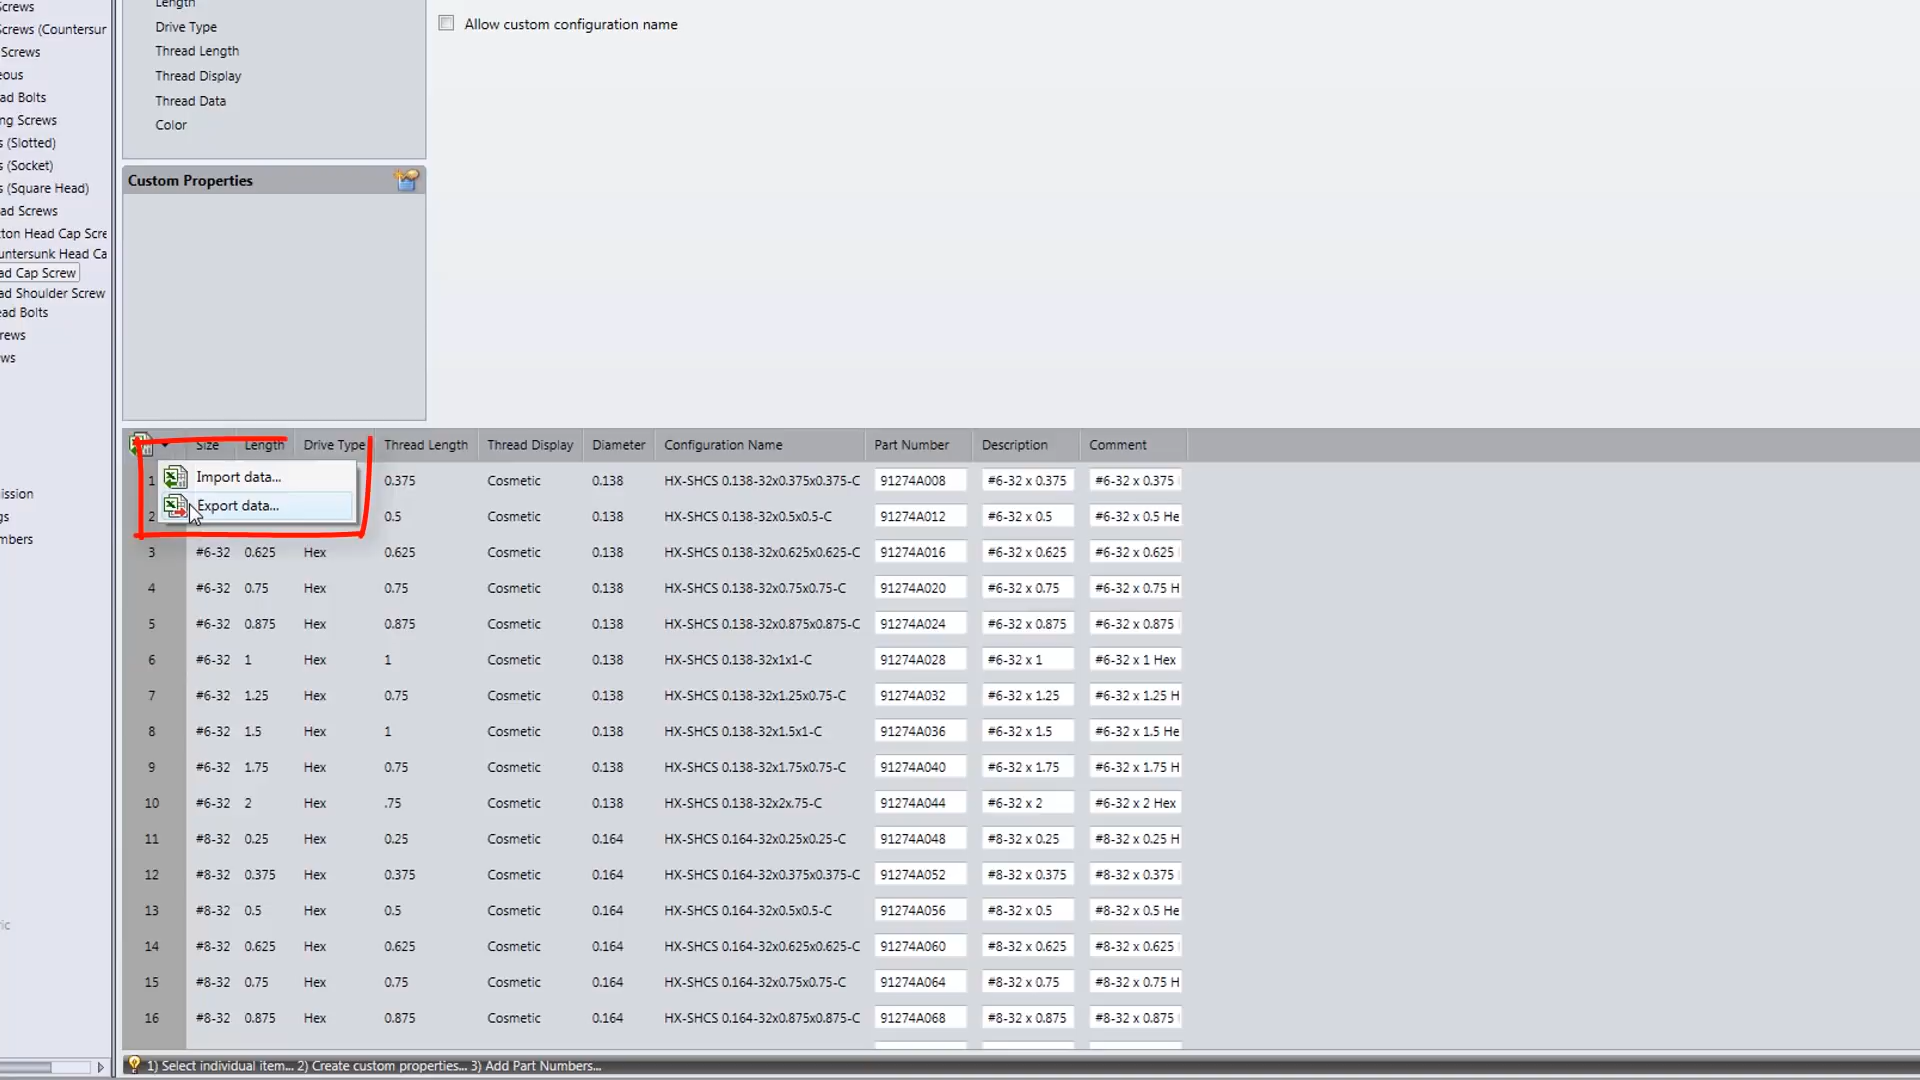 Screws
Screws (Countersur
Screws
eous
ad Bolts
ng Screws
s (Slotted)
s (Socket)
s (Square Head)
ad Screws
ton Head Cap Scre
untersunk Head Ca
ad Cap Screw
ad Shoulder Screw
ead Bolts
rews
ws
ission
gs
mbers
ric
Length
Drive Type
Thread Length
Thread Display
Thread Data
Color
Allow custom configuration name
Custom Properties
Size Length Drive Type Thread Length Thread Display Diameter Configuration Name Part Number Description Comment
Import data...
Export data...
1 0.375 Cosmetic 0.138 HX-SHCS 0.138-32x0.375x0.375-C 91274A008 #6-32 x 0.375 #6-32 x 0.375
2 0.5 Cosmetic 0.138 HX-SHCS 0.138-32x0.5x0.5-C 91274A012 #6-32 x 0.5 #6-32 x 0.5 He
3 #6-32 0.625 Hex 0.625 Cosmetic 0.138 HX-SHCS 0.138-32x0.625x0.625-C 91274A016 #6-32 x 0.625 #6-32 x 0.625
4 #6-32 0.75 Hex 0.75 Cosmetic 0.138 HX-SHCS 0.138-32x0.75x0.75-C 91274A020 #6-32 x 0.75 #6-32 x 0.75 H
5 #6-32 0.875 Hex 0.875 Cosmetic 0.138 HX-SHCS 0.138-32x0.875x0.875-C 91274A024 #6-32 x 0.875 #6-32 x 0.875
6 #6-32 1 Hex 1 Cosmetic 0.138 HX-SHCS 0.138-32x1x1-C 91274A028 #6-32 x 1 #6-32 x 1 Hex
7 #6-32 1.25 Hex 0.75 Cosmetic 0.138 HX-SHCS 0.138-32x1.25x0.75-C 91274A032 #6-32 x 1.25 #6-32 x 1.25 H
8 #6-32 1.5 Hex 1 Cosmetic 0.138 HX-SHCS 0.138-32x1.5x1-C 91274A036 #6-32 x 1.5 #6-32 x 1.5 He
9 #6-32 1.75 Hex 0.75 Cosmetic 0.138 HX-SHCS 0.138-32x1.75x0.75-C 91274A040 #6-32 x 1.75 #6-32 x 1.75 H
10 #6-32 2 Hex .75 Cosmetic 0.138 HX-SHCS 0.138-32x2x.75-C 91274A044 #6-32 x 2 #6-32 x 2 Hex
11 #8-32 0.25 Hex 0.25 Cosmetic 0.164 HX-SHCS 0.164-32x0.25x0.25-C 91274A048 #8-32 x 0.25 #8-32 x 0.25 H
12 #8-32 0.375 Hex 0.375 Cosmetic 0.164 HX-SHCS 0.164-32x0.375x0.375-C 91274A052 #8-32 x 0.375 #8-32 x 0.375
13 #8-32 0.5 Hex 0.5 Cosmetic 0.164 HX-SHCS 0.164-32x0.5x0.5-C 91274A056 #8-32 x 0.5 #8-32 x 0.5 He
14 #8-32 0.625 Hex 0.625 Cosmetic 0.164 HX-SHCS 0.164-32x0.625x0.625-C 91274A060 #8-32 x 0.625 #8-32 x 0.625
15 #8-32 0.75 Hex 0.75 Cosmetic 0.164 HX-SHCS 0.164-32x0.75x0.75-C 91274A064 #8-32 x 0.75 #8-32 x 0.75 H
16 #8-32 0.875 Hex 0.875 Cosmetic 0.164 HX-SHCS 0.164-32x0.875x0.875-C 91274A068 #8-32 x 0.875 #8-32 x 0.875
1) Select individual item... 2) Create custom properties... 3) Add Part Numbers...